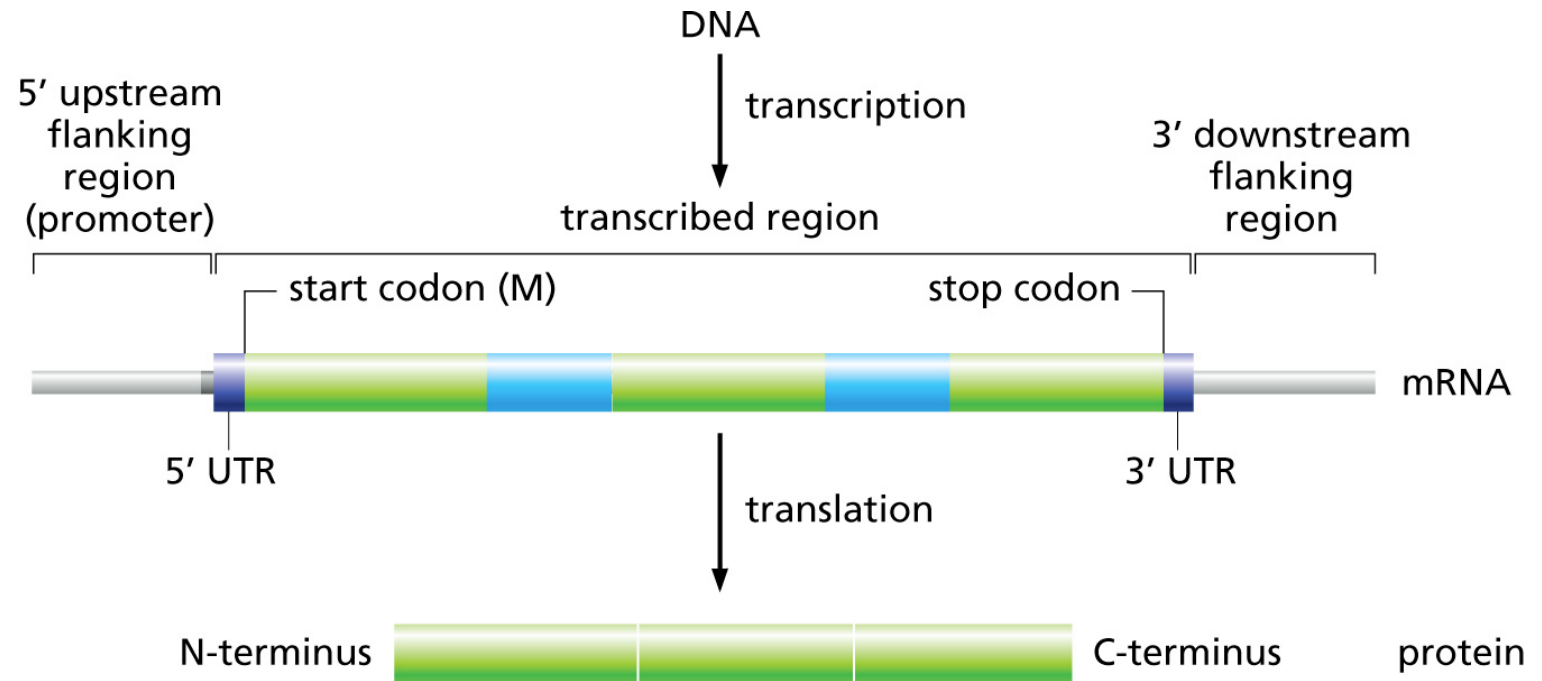 DNA
5’ upstream
flanking
region
(promoter)
transcription
3’ downstream
flanking
region
transcribed region
start codon (M)
stop codon
mRNA
5’ UTR
3’ UTR
translation
N-terminus
C-terminus
protein